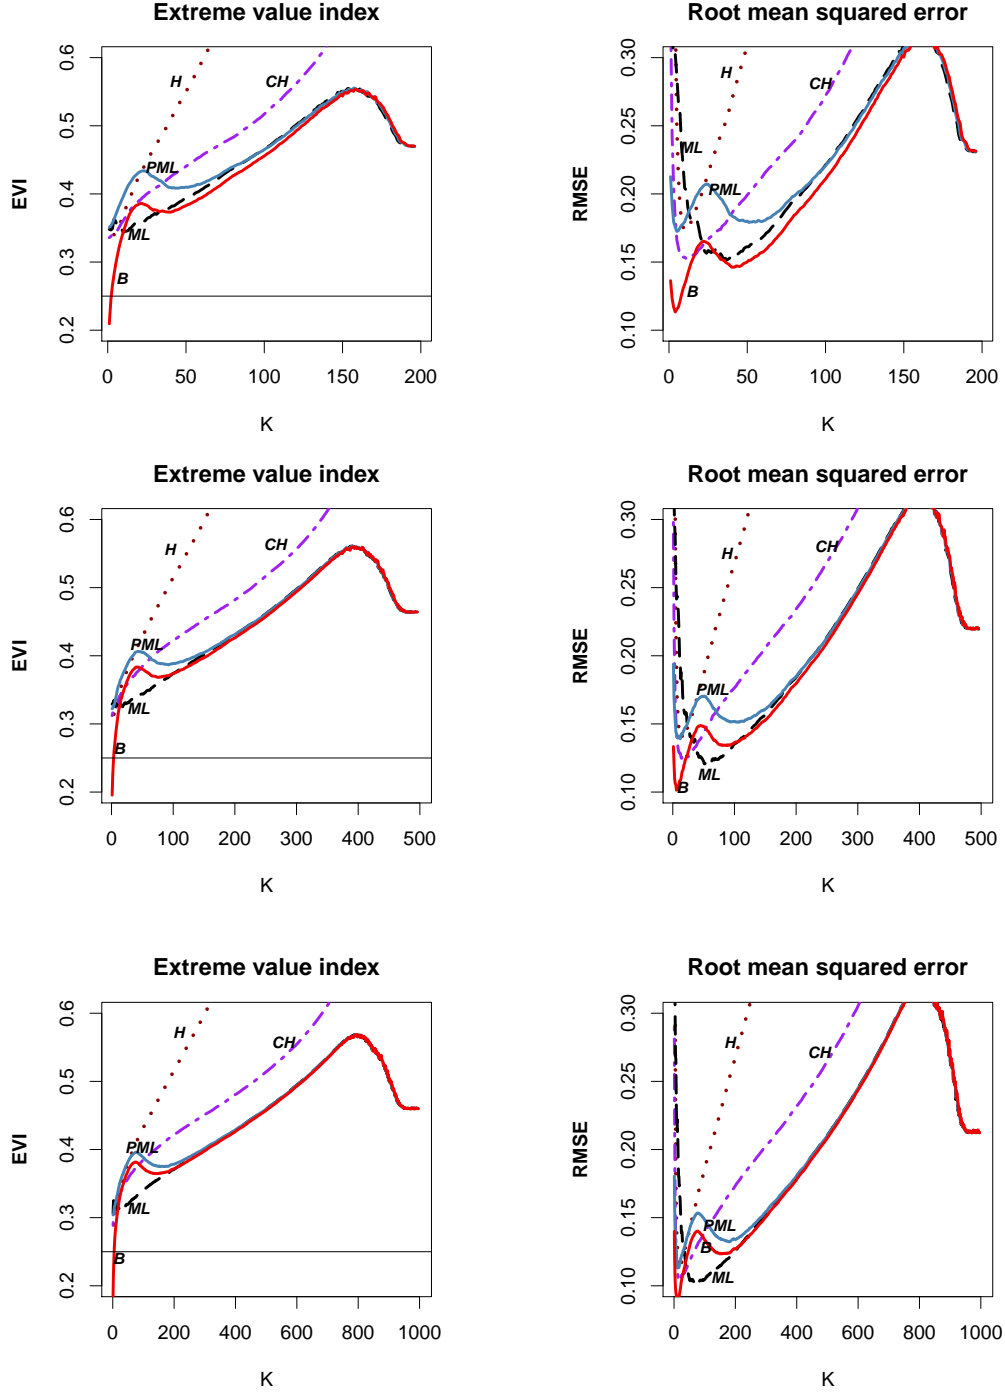 Extreme value index
EVI
0.6
0.5
0.4
0.3
0.2
H
CH
PML
ML
B
0 50 100 150 200
K
Root mean squared error
RMSE
0.30
0.25
0.20
0.15
0.10
H
CH
ML
PML
B
0 50 100 150 200
K
Extreme value index
EVI
0.6
0.5
0.4
0.3
0.2
H
CH
PML
ML
B
0 100 200 300 400 500
K
Root mean squared error
RMSE
0.30
0.25
0.20
0.15
0.10
H
CH
PML
ML
B
0 100 200 300 400 500
K
Extreme value index
EVI
0.6
0.5
0.4
0.3
0.2
H
CH
PML
ML
B
0 200 400 600 800 1000
K
Root mean squared error
RMSE
0.30
0.25
0.20
0.15
0.10
H
CH
PML
B
ML
0 200 400 600 800 1000
K